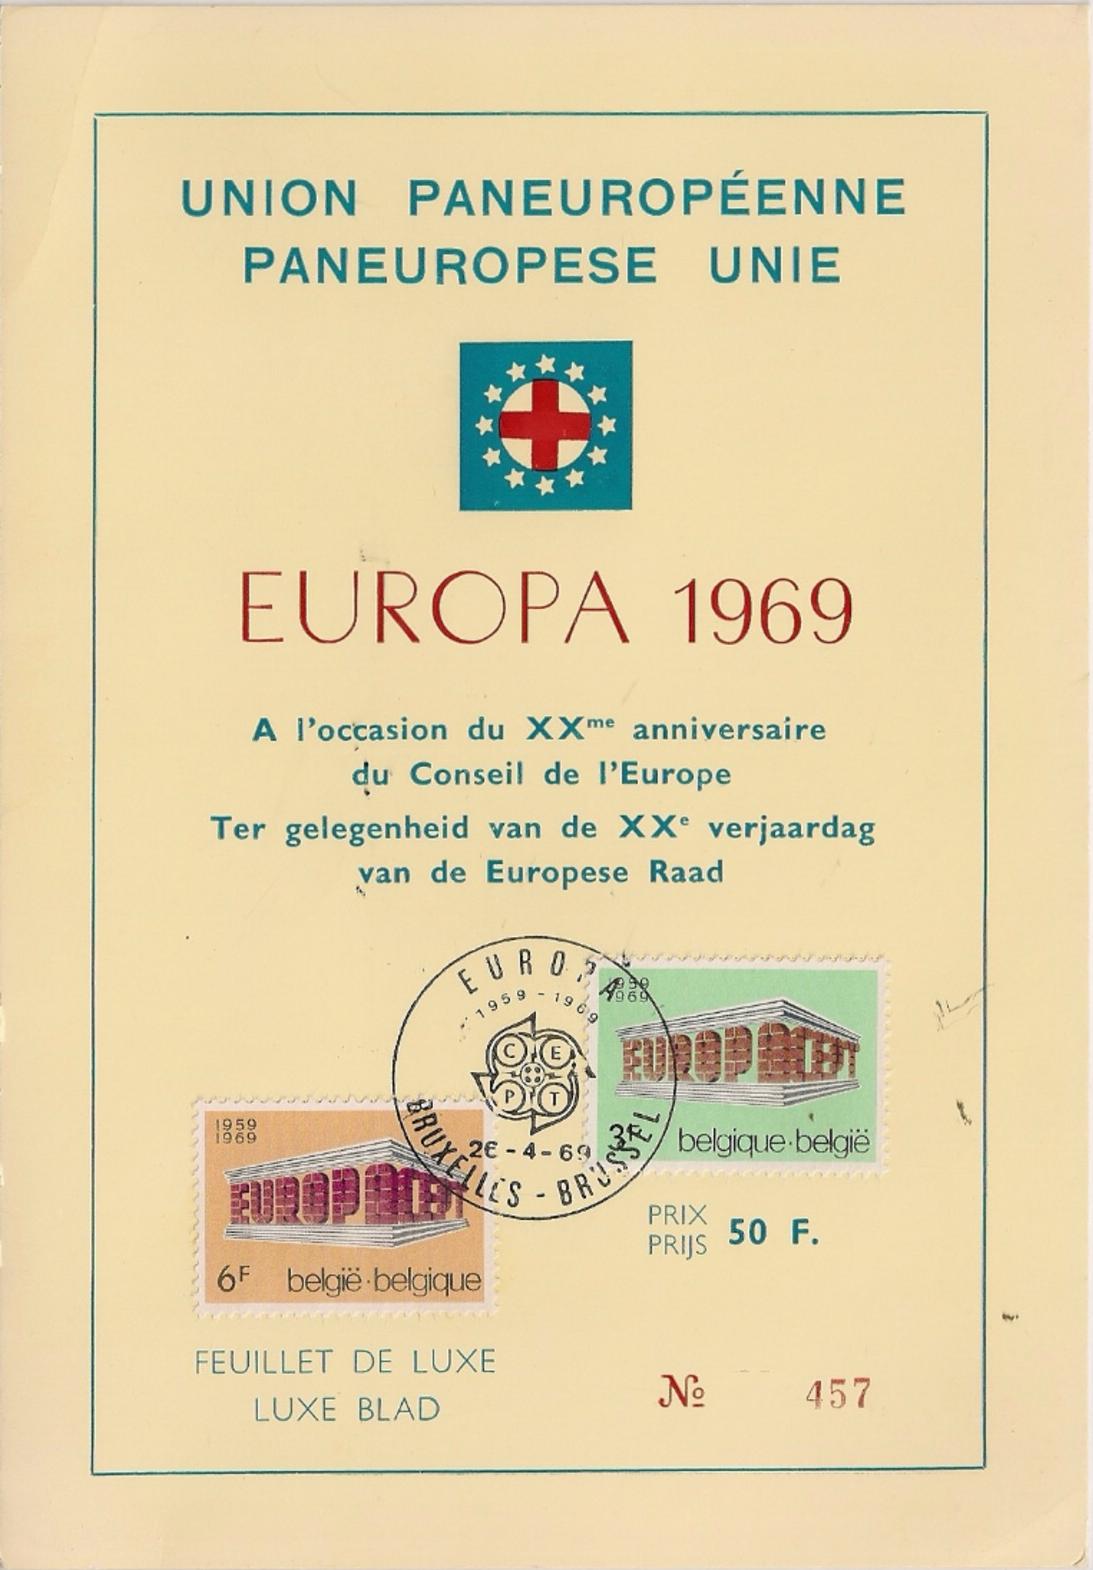 UNION PANEUROPÉENNE
PANEUROPESE UNIE
EUROPA 1969
A l'occasion du XXme anniversaire
du Conseil de l'Europe
Ter gelegenheid van de XXe verjaardag
van de Europese Raad
EUROPA
1959 - 1969
C E
P T
26-4-69
BRUXELLES - BRUSSEL
1959
1969
EUROPA CEPT
3F
belgique·belgië
1959
1969
EUROPA CEPT
6F belgië·belgique
PRIX
PRIJS
50 F.
FEUILLET DE LUXE
LUXE BLAD
No 457